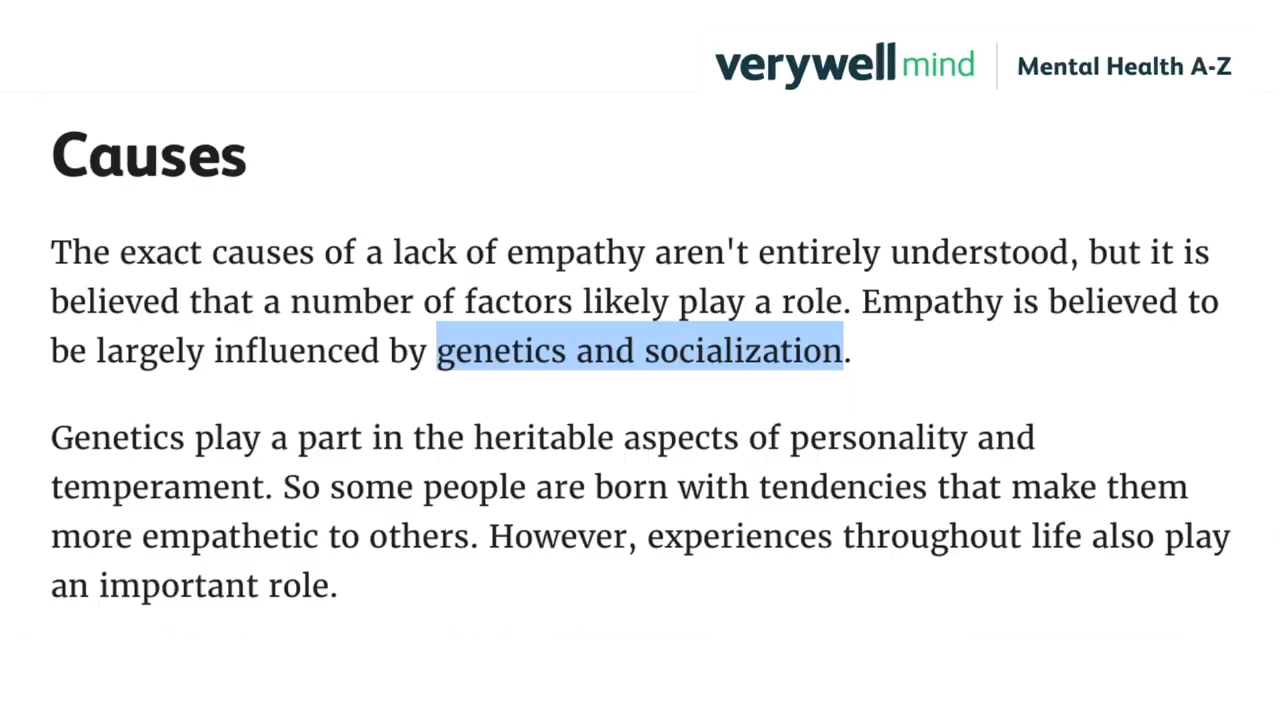 verywell mind | Mental Health A-Z
Causes
The exact causes of a lack of empathy aren't entirely understood, but it is
believed that a number of factors likely play a role. Empathy is believed to
be largely influenced by genetics and socialization.
Genetics play a part in the heritable aspects of personality and
temperament. So some people are born with tendencies that make them
more empathetic to others. However, experiences throughout life also play
an important role.